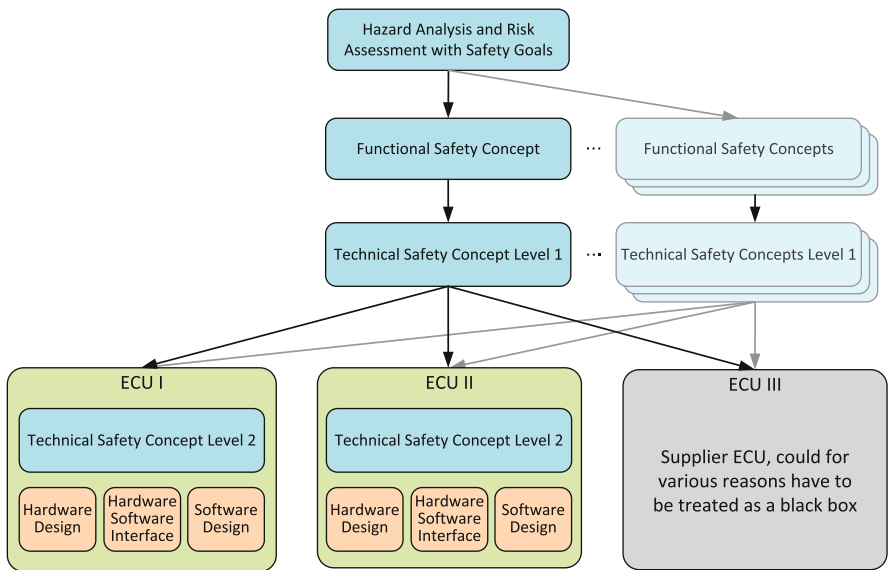 Hazard Analysis and Risk
Assessment with Safety Goals
Functional Safety Concept
...
Functional Safety Concepts
Technical Safety Concept Level 1
...
Technical Safety Concepts Level 1
ECU I
Technical Safety Concept Level 2
Hardware
Design
Hardware
Software
Interface
Software
Design
ECU II
Technical Safety Concept Level 2
Hardware
Design
Hardware
Software
Interface
Software
Design
ECU III
Supplier ECU, could for
various reasons have to
be treated as a black box